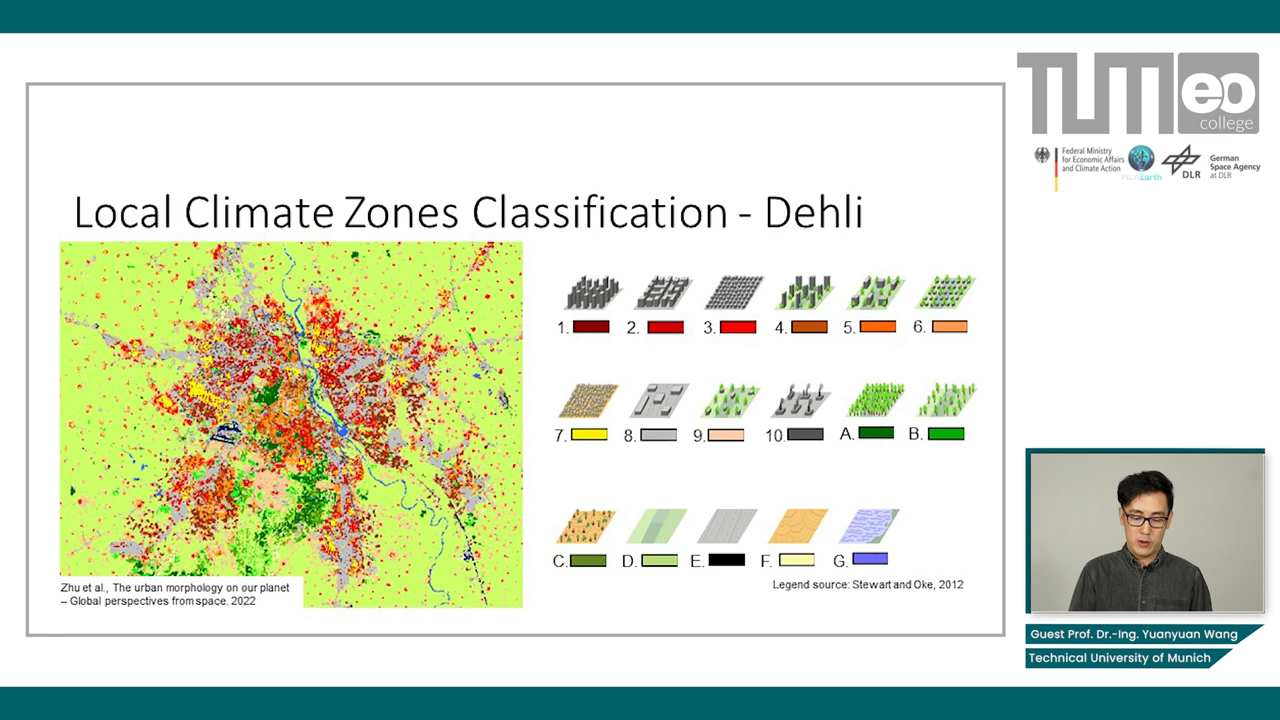 TUM eo
college
Federal Ministry
for Economic Affairs
and Climate Action
ML4Earth
DLR
German
Space Agency
at DLR
Local Climate Zones Classification - Dehli
1. 2. 3. 4. 5. 6.
7. 8. 9. 10. A. B.
C. D. E. F. G.
Zhu et al., The urban morphology on our planet
– Global perspectives from space. 2022
Legend source: Stewart and Oke, 2012
Guest Prof. Dr.-Ing. Yuanyuan Wang
Technical University of Munich